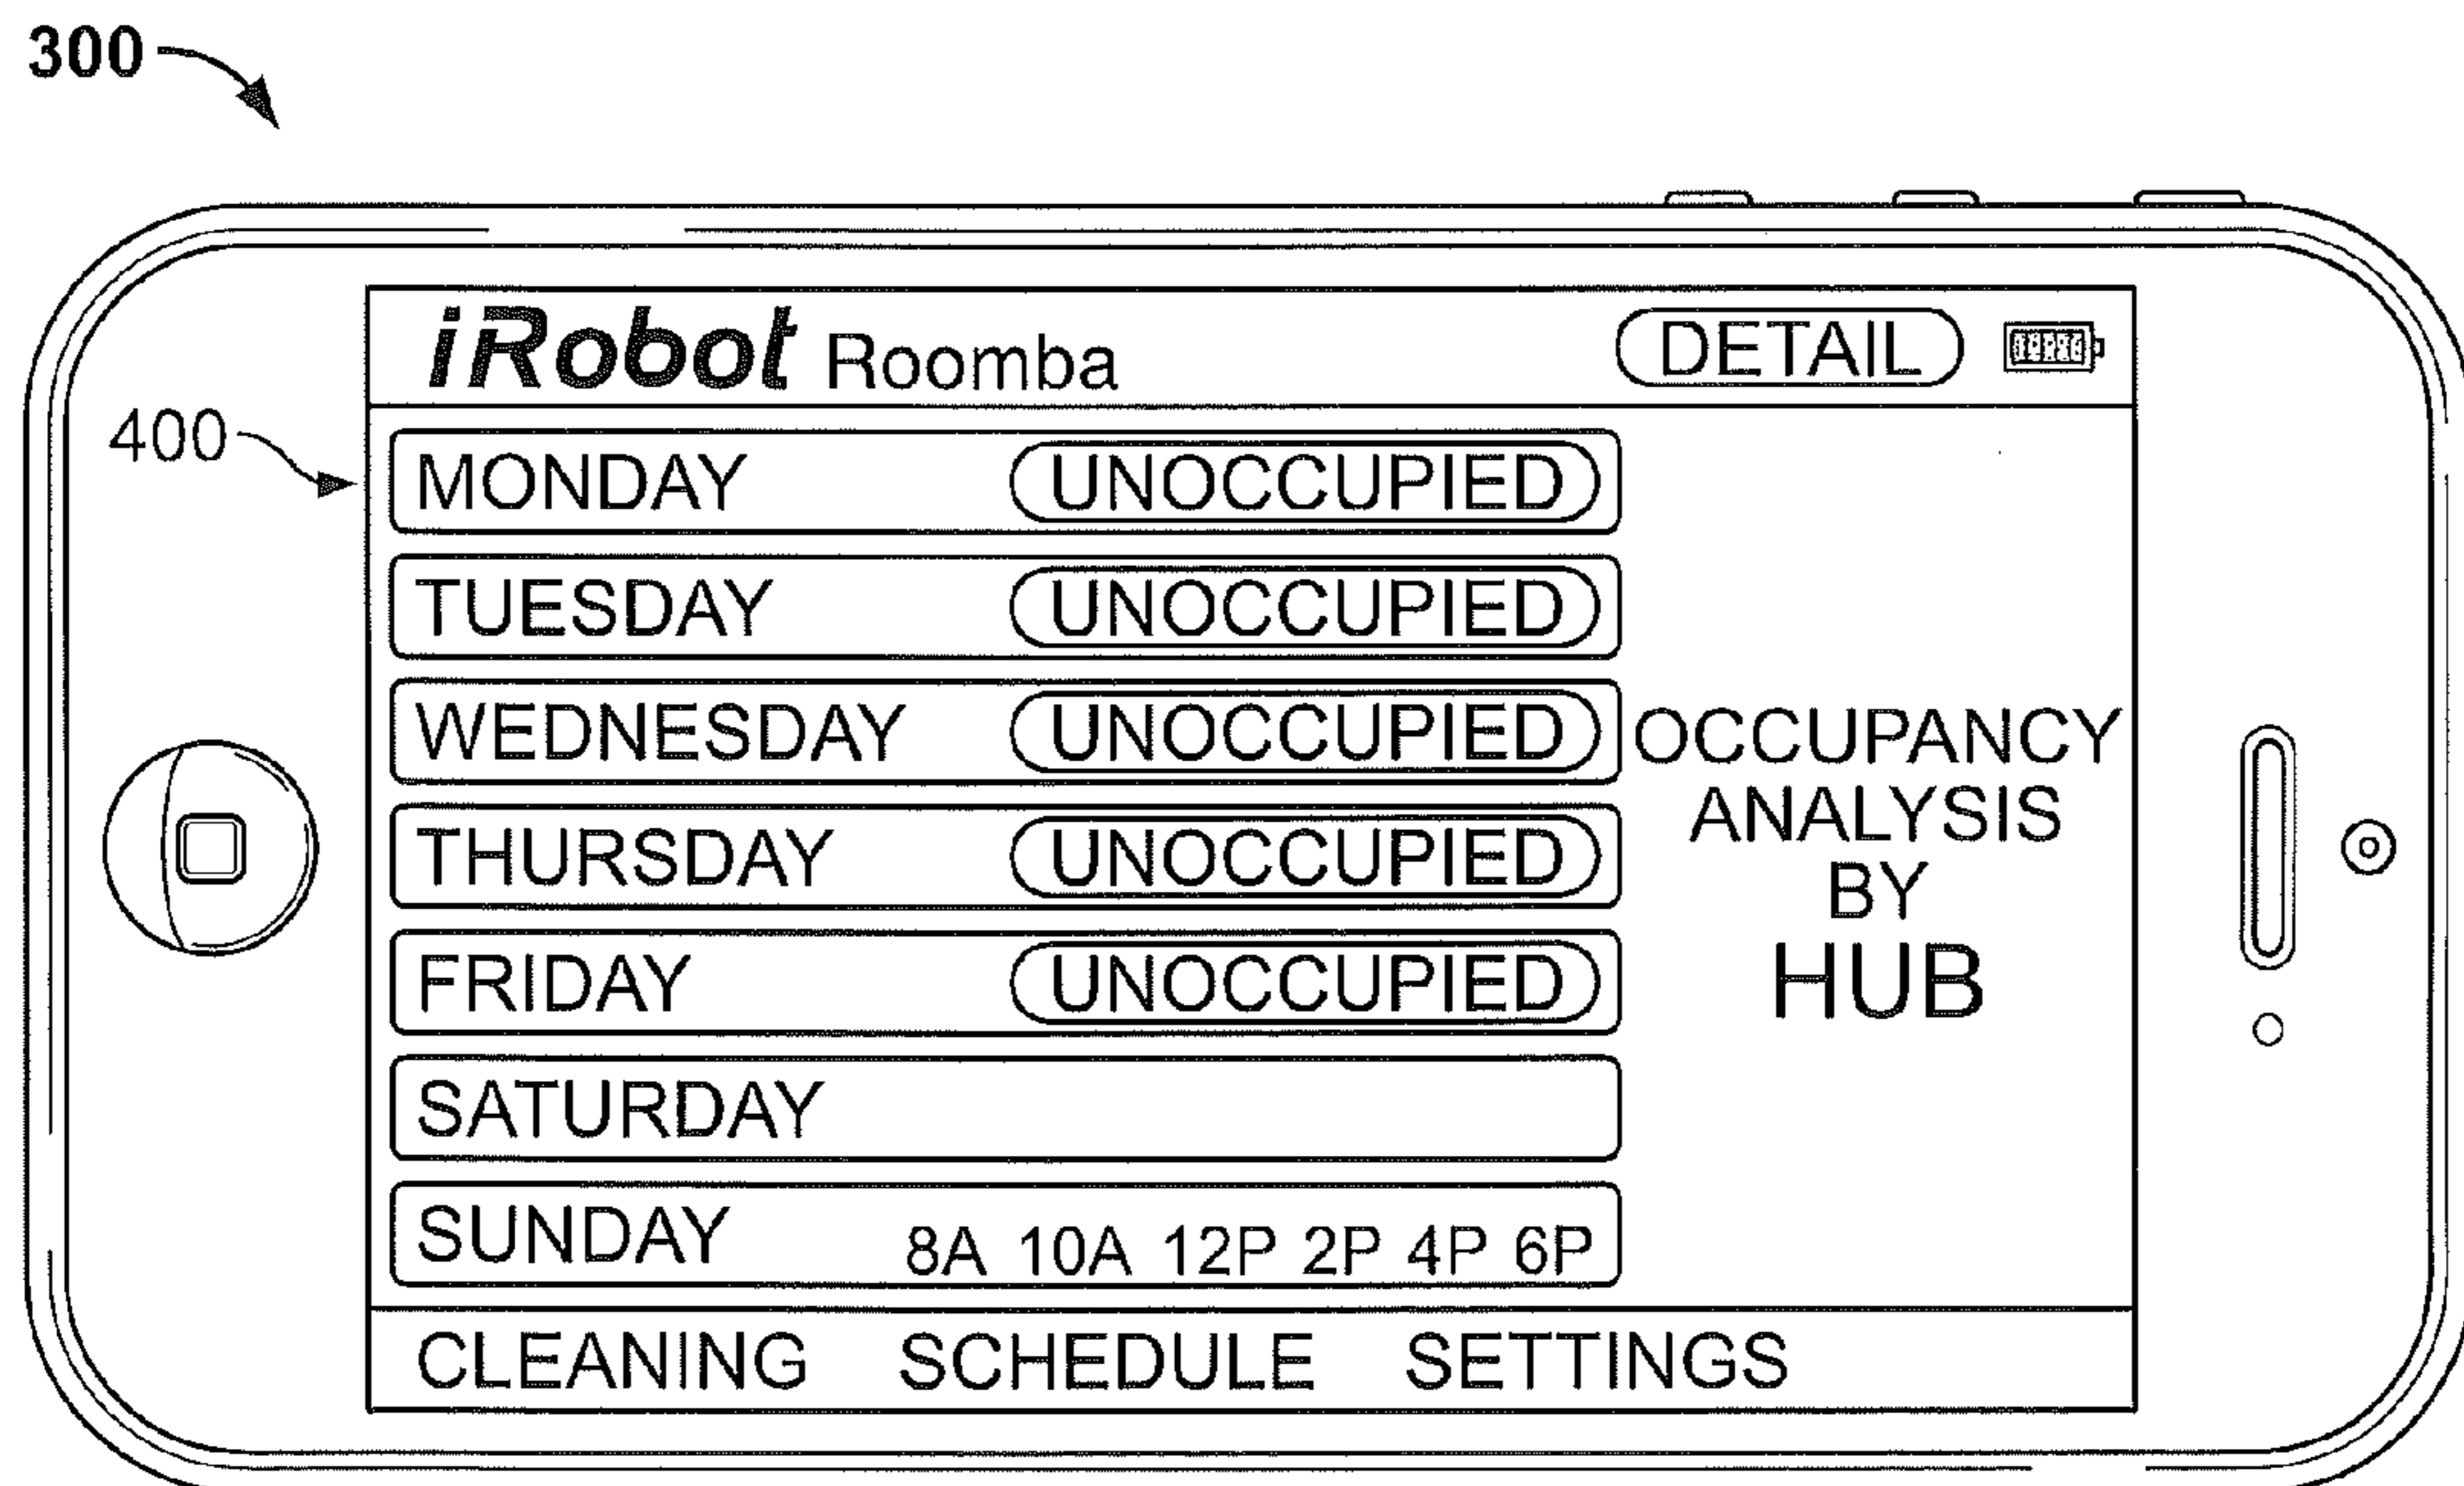 300
iRobot Roomba DETAIL
400
MONDAY UNOCCUPIED
TUESDAY UNOCCUPIED
WEDNESDAY UNOCCUPIED
THURSDAY UNOCCUPIED
FRIDAY UNOCCUPIED
SATURDAY
SUNDAY 8A 10A 12P 2P 4P 6P
OCCUPANCY
ANALYSIS
BY
HUB
CLEANING SCHEDULE SETTINGS